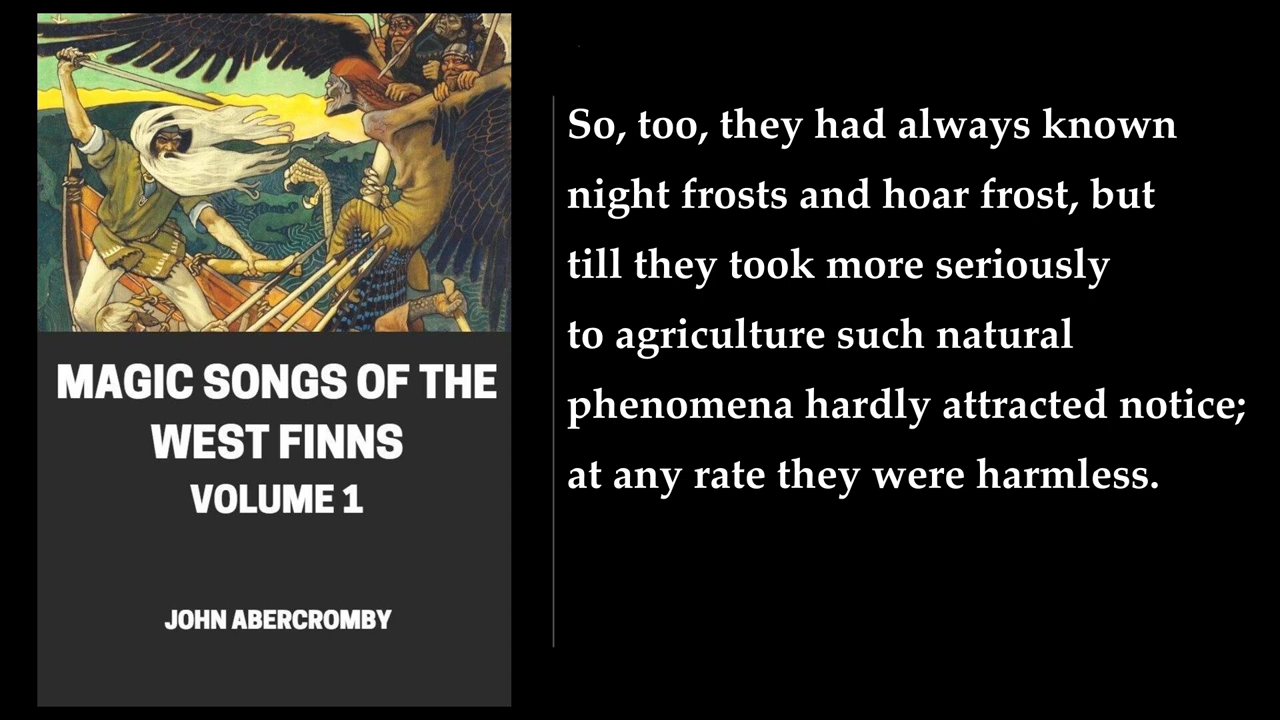 MAGIC SONGS OF THE
WEST FINNS
VOLUME 1
JOHN ABERCROMBY
So, too, they had always known
night frosts and hoar frost, but
till they took more seriously
to agriculture such natural
phenomena hardly attracted notice;
at any rate they were harmless.